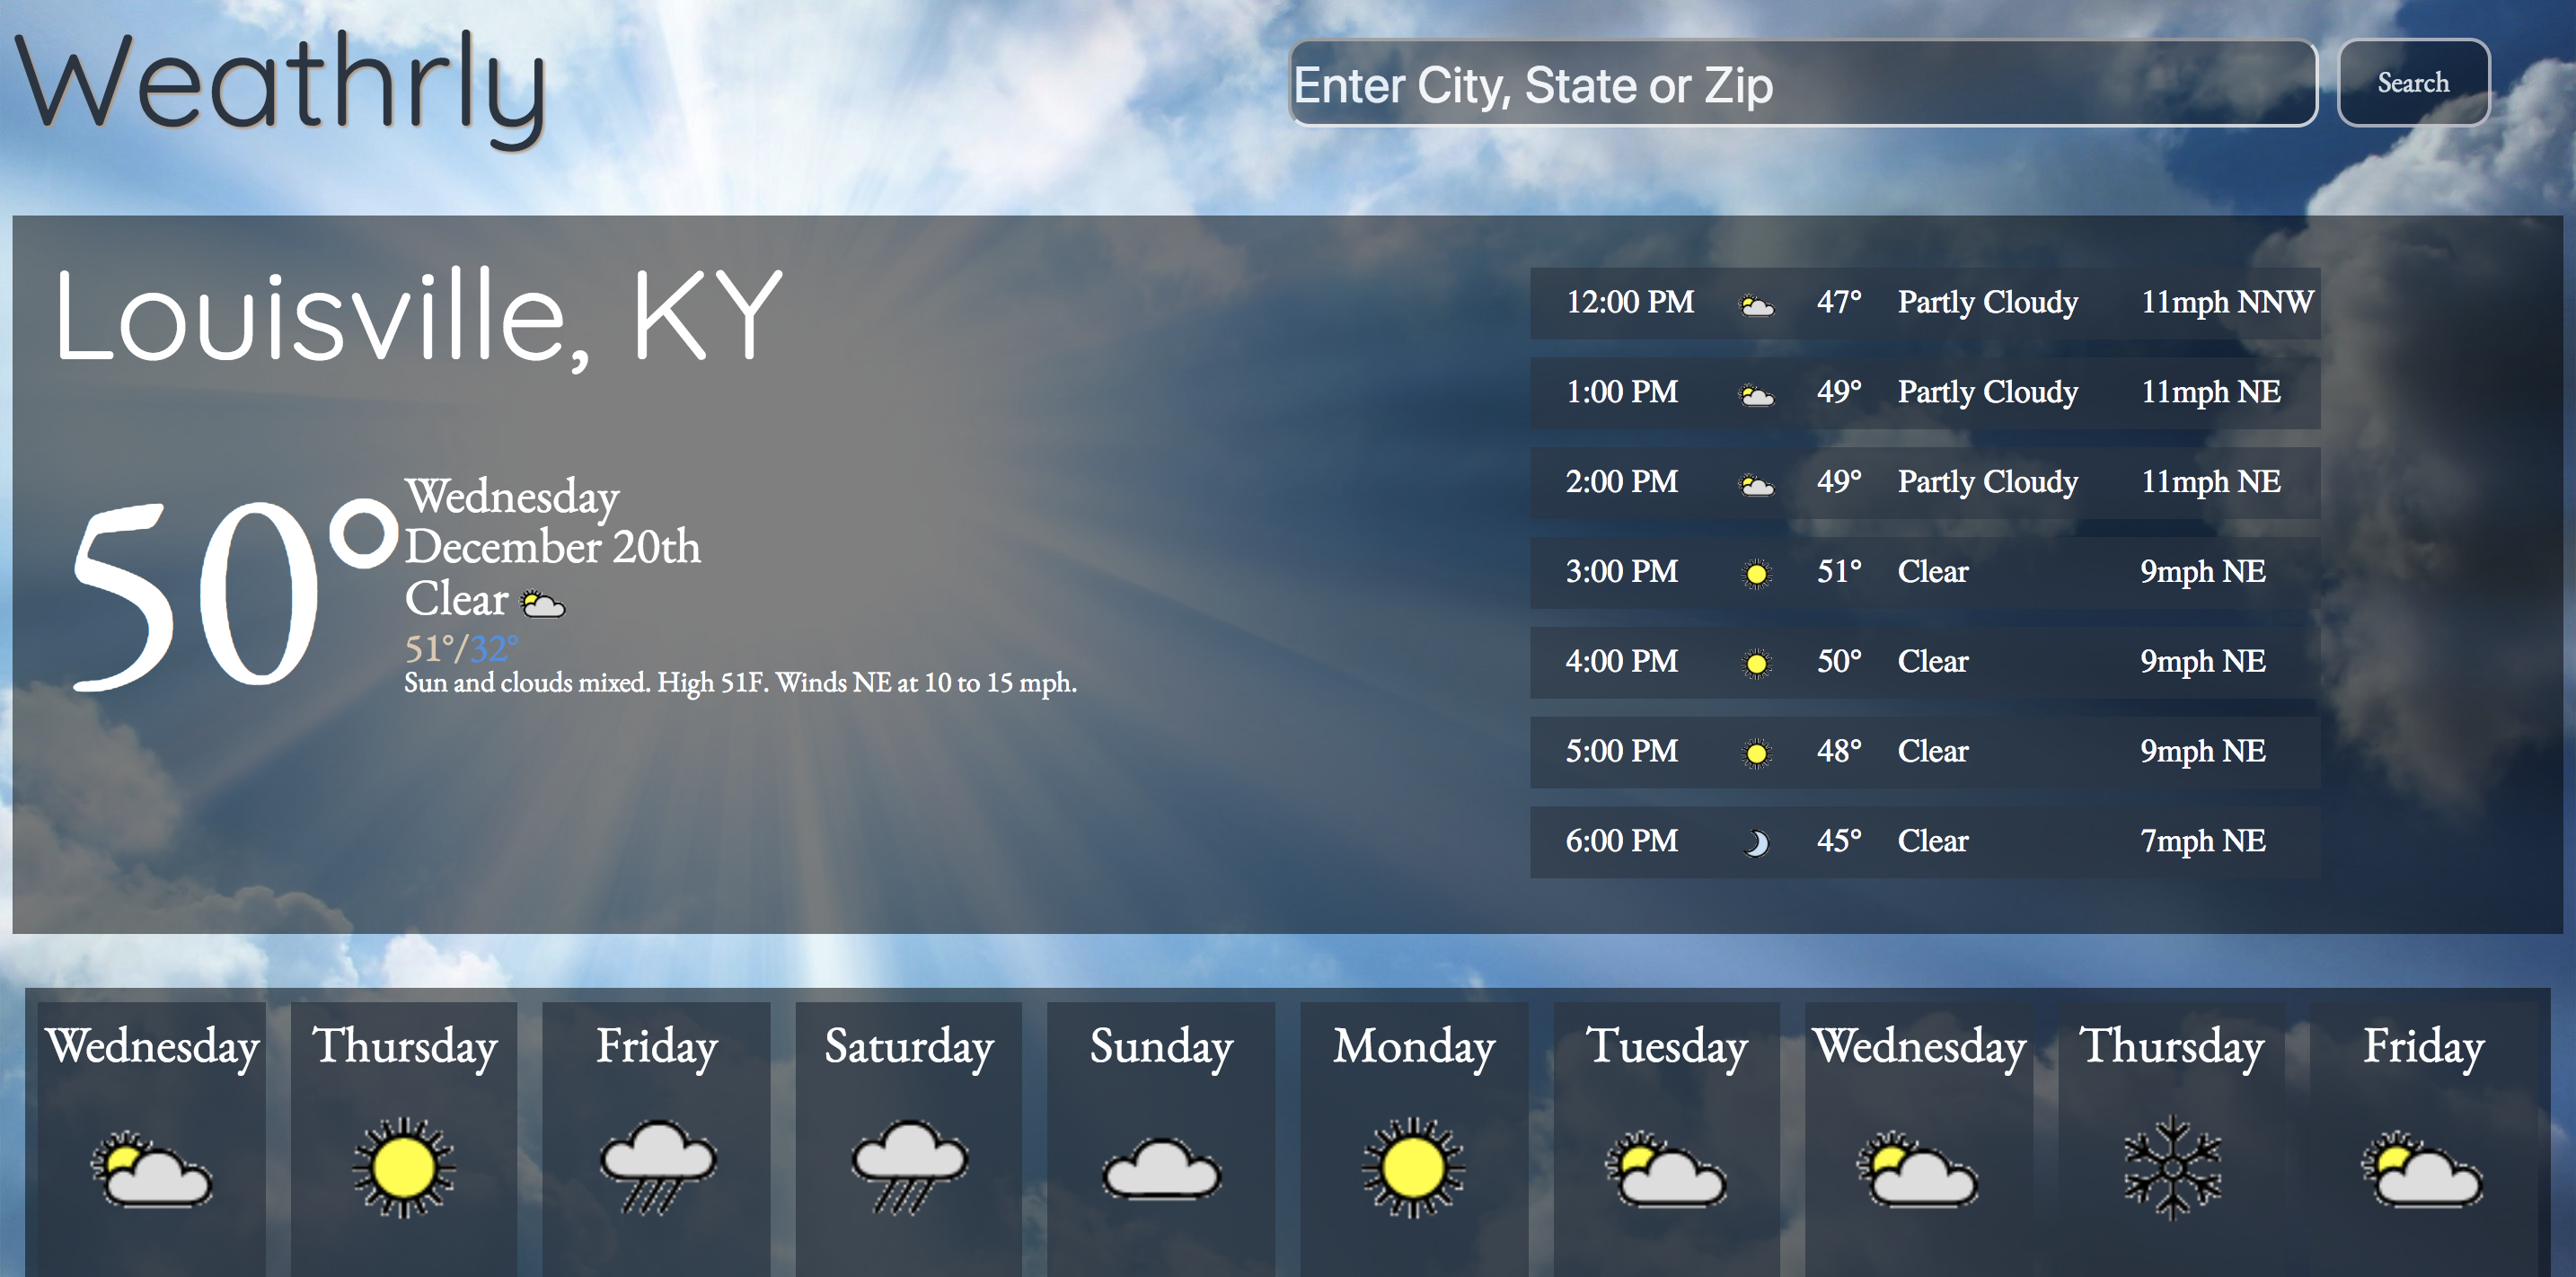 Weathrly
Enter City, State or Zip
Search
Louisville, KY
50°
Wednesday
December 20th
Clear
51°/32°
Sun and clouds mixed. High 51F. Winds NE at 10 to 15 mph.
12:00 PM 47° Partly Cloudy 11mph NNW
1:00 PM 49° Partly Cloudy 11mph NE
2:00 PM 49° Partly Cloudy 11mph NE
3:00 PM 51° Clear 9mph NE
4:00 PM 50° Clear 9mph NE
5:00 PM 48° Clear 9mph NE
6:00 PM 45° Clear 7mph NE
Wednesday Thursday Friday Saturday Sunday Monday Tuesday Wednesday Thursday Friday